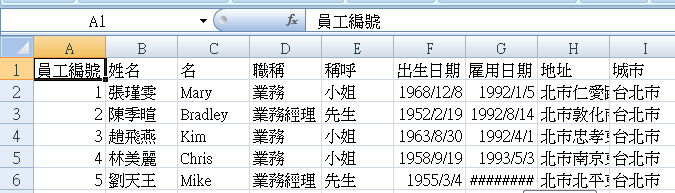 A1 fx 員工編號
A B C D E F G H I
1 員工編號 姓名 名 職稱 稱呼 出生日期 雇用日期 地址 城市
2 1 張瑾雯 Mary 業務 小姐 1968/12/8 1992/1/5 北市仁愛 台北市
3 2 陳季暄 Bradley 業務經理 先生 1952/2/19 1992/8/14 北市敦化 台北市
4 3 趙飛燕 Kim 業務 小姐 1963/8/30 1992/4/1 北市忠孝 台北市
5 4 林美麗 Chris 業務 小姐 1958/9/19 1993/5/3 北市南京 台北市
6 5 劉天王 Mike 業務經理 先生 1955/3/4 ######## 北市北平 台北市